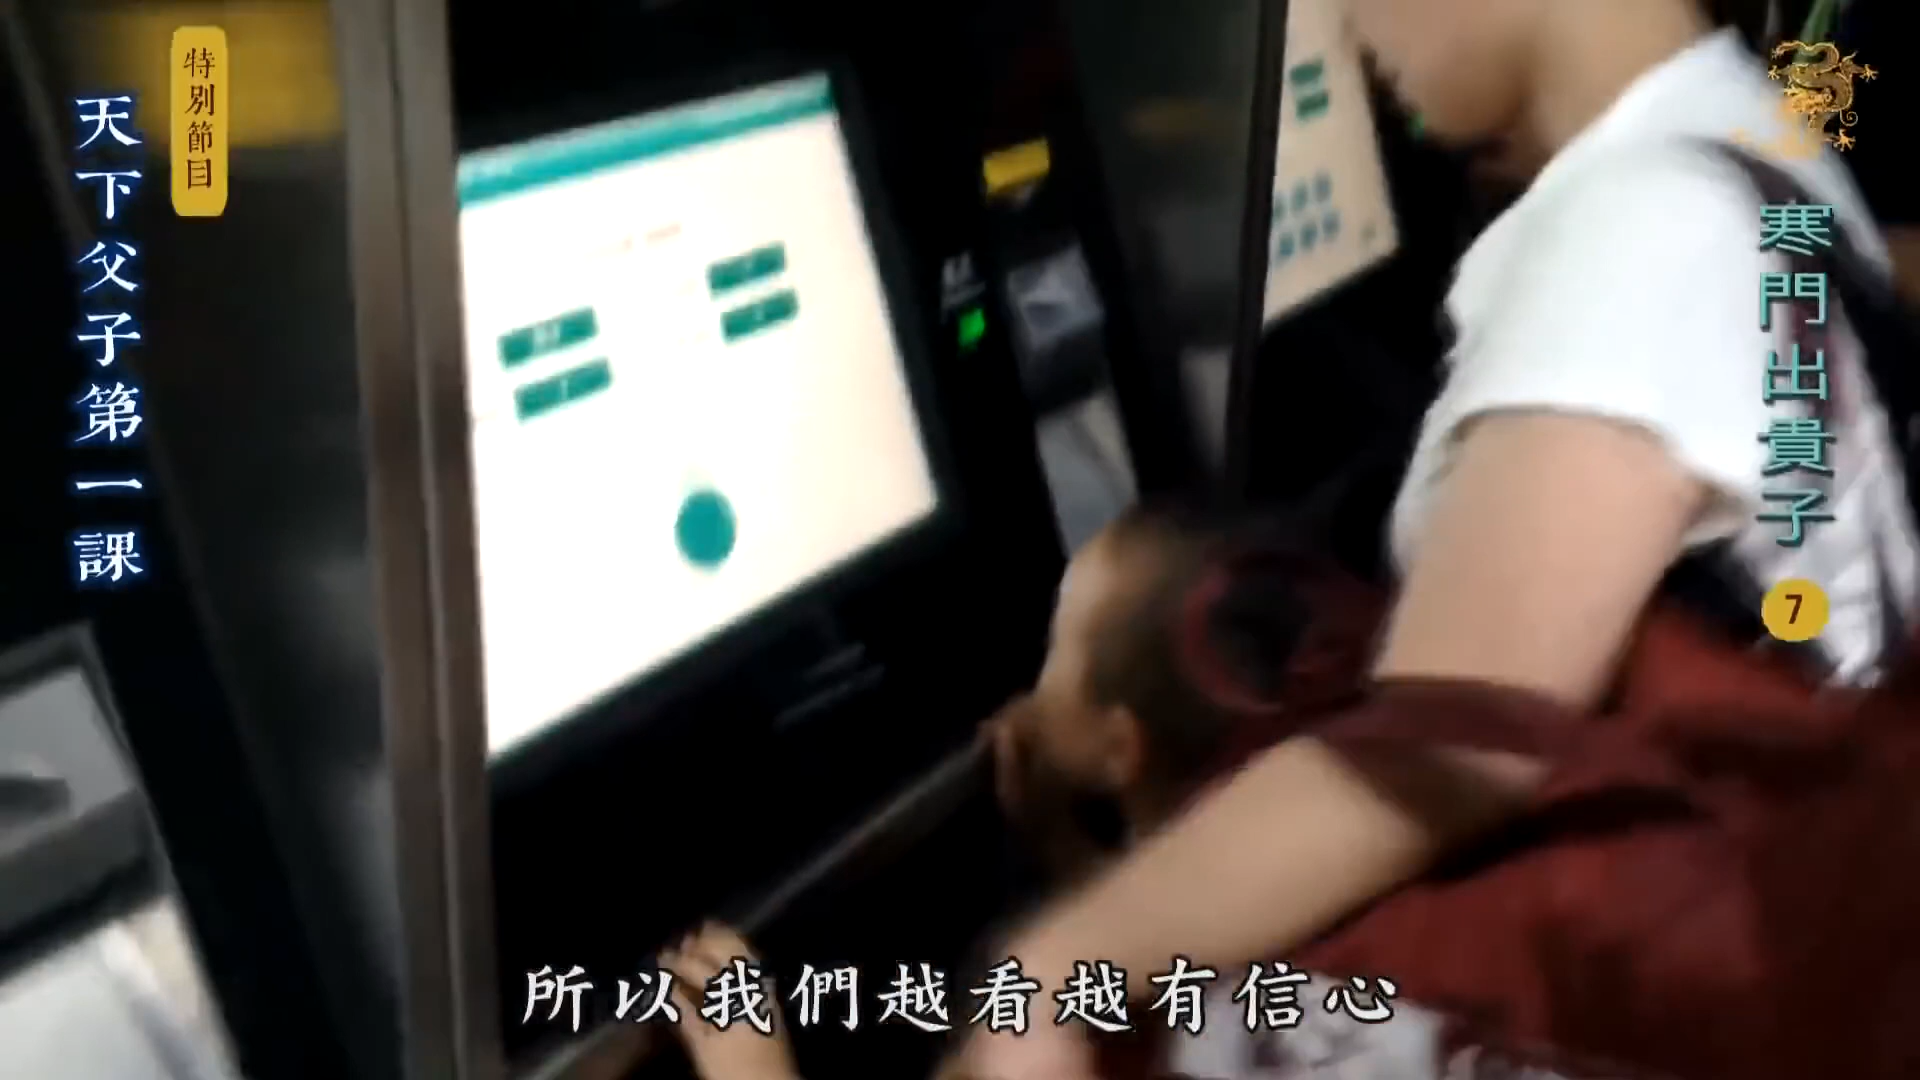 特別節目
天下父子第一課
寒門出貴子
7
所以我們越看越有信心